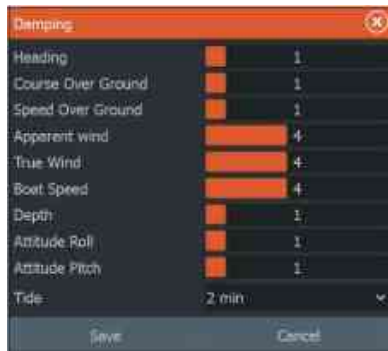 Damping
Heading 1
Course Over Ground 1
Speed Over Ground 1
Apparent wind 4
True Wind 4
Boat Speed 4
Depth 1
Attitude Roll 1
Attitude Pitch 1
Tide 2 min
Save Cancel